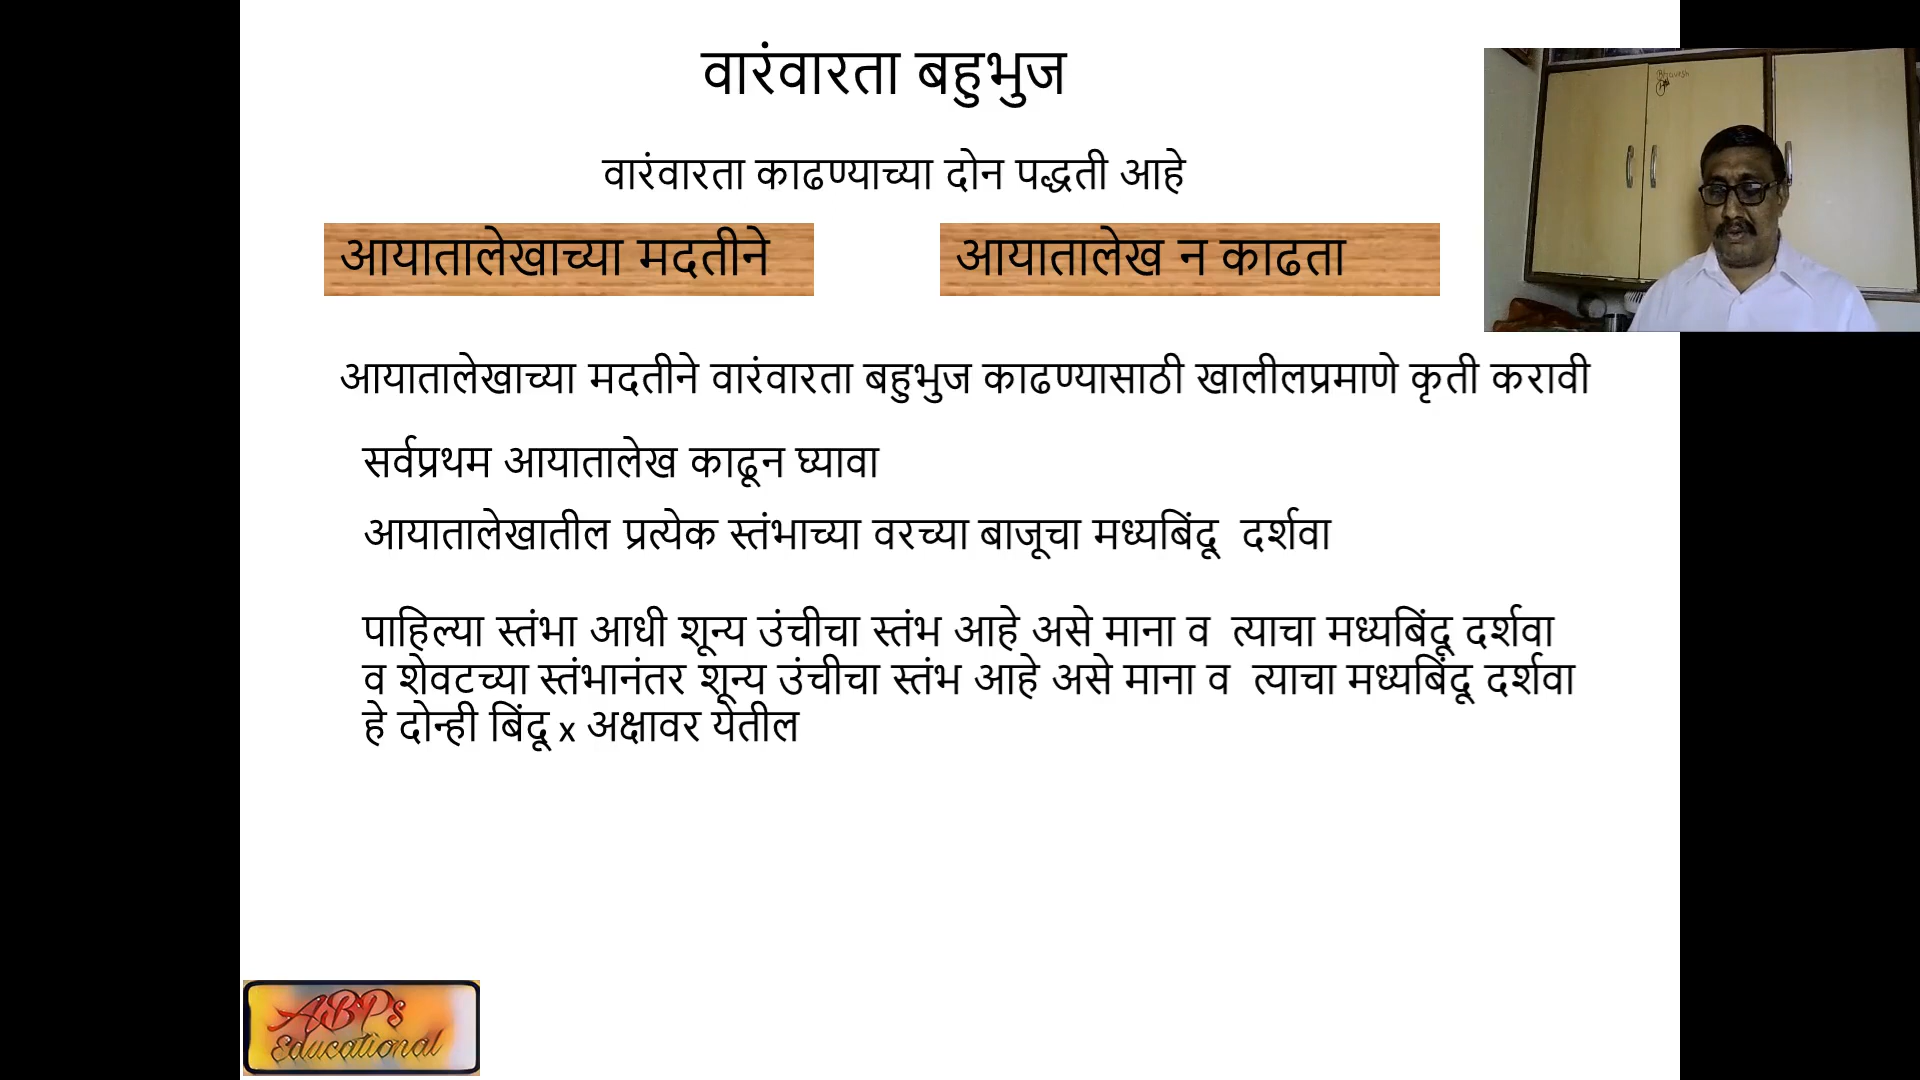 वारंवारता बहुभुज
वारंवारता काढण्याच्या दोन पद्धती आहे
आयातालेखाच्या मदतीने
आयातालेख न काढता
आयातालेखाच्या मदतीने वारंवारता बहुभुज काढण्यासाठी खालीलप्रमाणे कृती करावी
सर्वप्रथम आयातालेख काढून घ्यावा
आयातालेखातील प्रत्येक स्तंभाच्या वरच्या बाजूचा मध्यबिंदू दर्शवा
पाहिल्या स्तंभा आधी शून्य उंचीचा स्तंभ आहे असे माना व त्याचा मध्यबिंदू दर्शवा
व शेवटच्या स्तंभानंतर शून्य उंचीचा स्तंभ आहे असे माना व त्याचा मध्यबिंदू दर्शवा
हे दोन्ही बिंदू x अक्षावर येतील
Bhavesh
ABPs
Educational